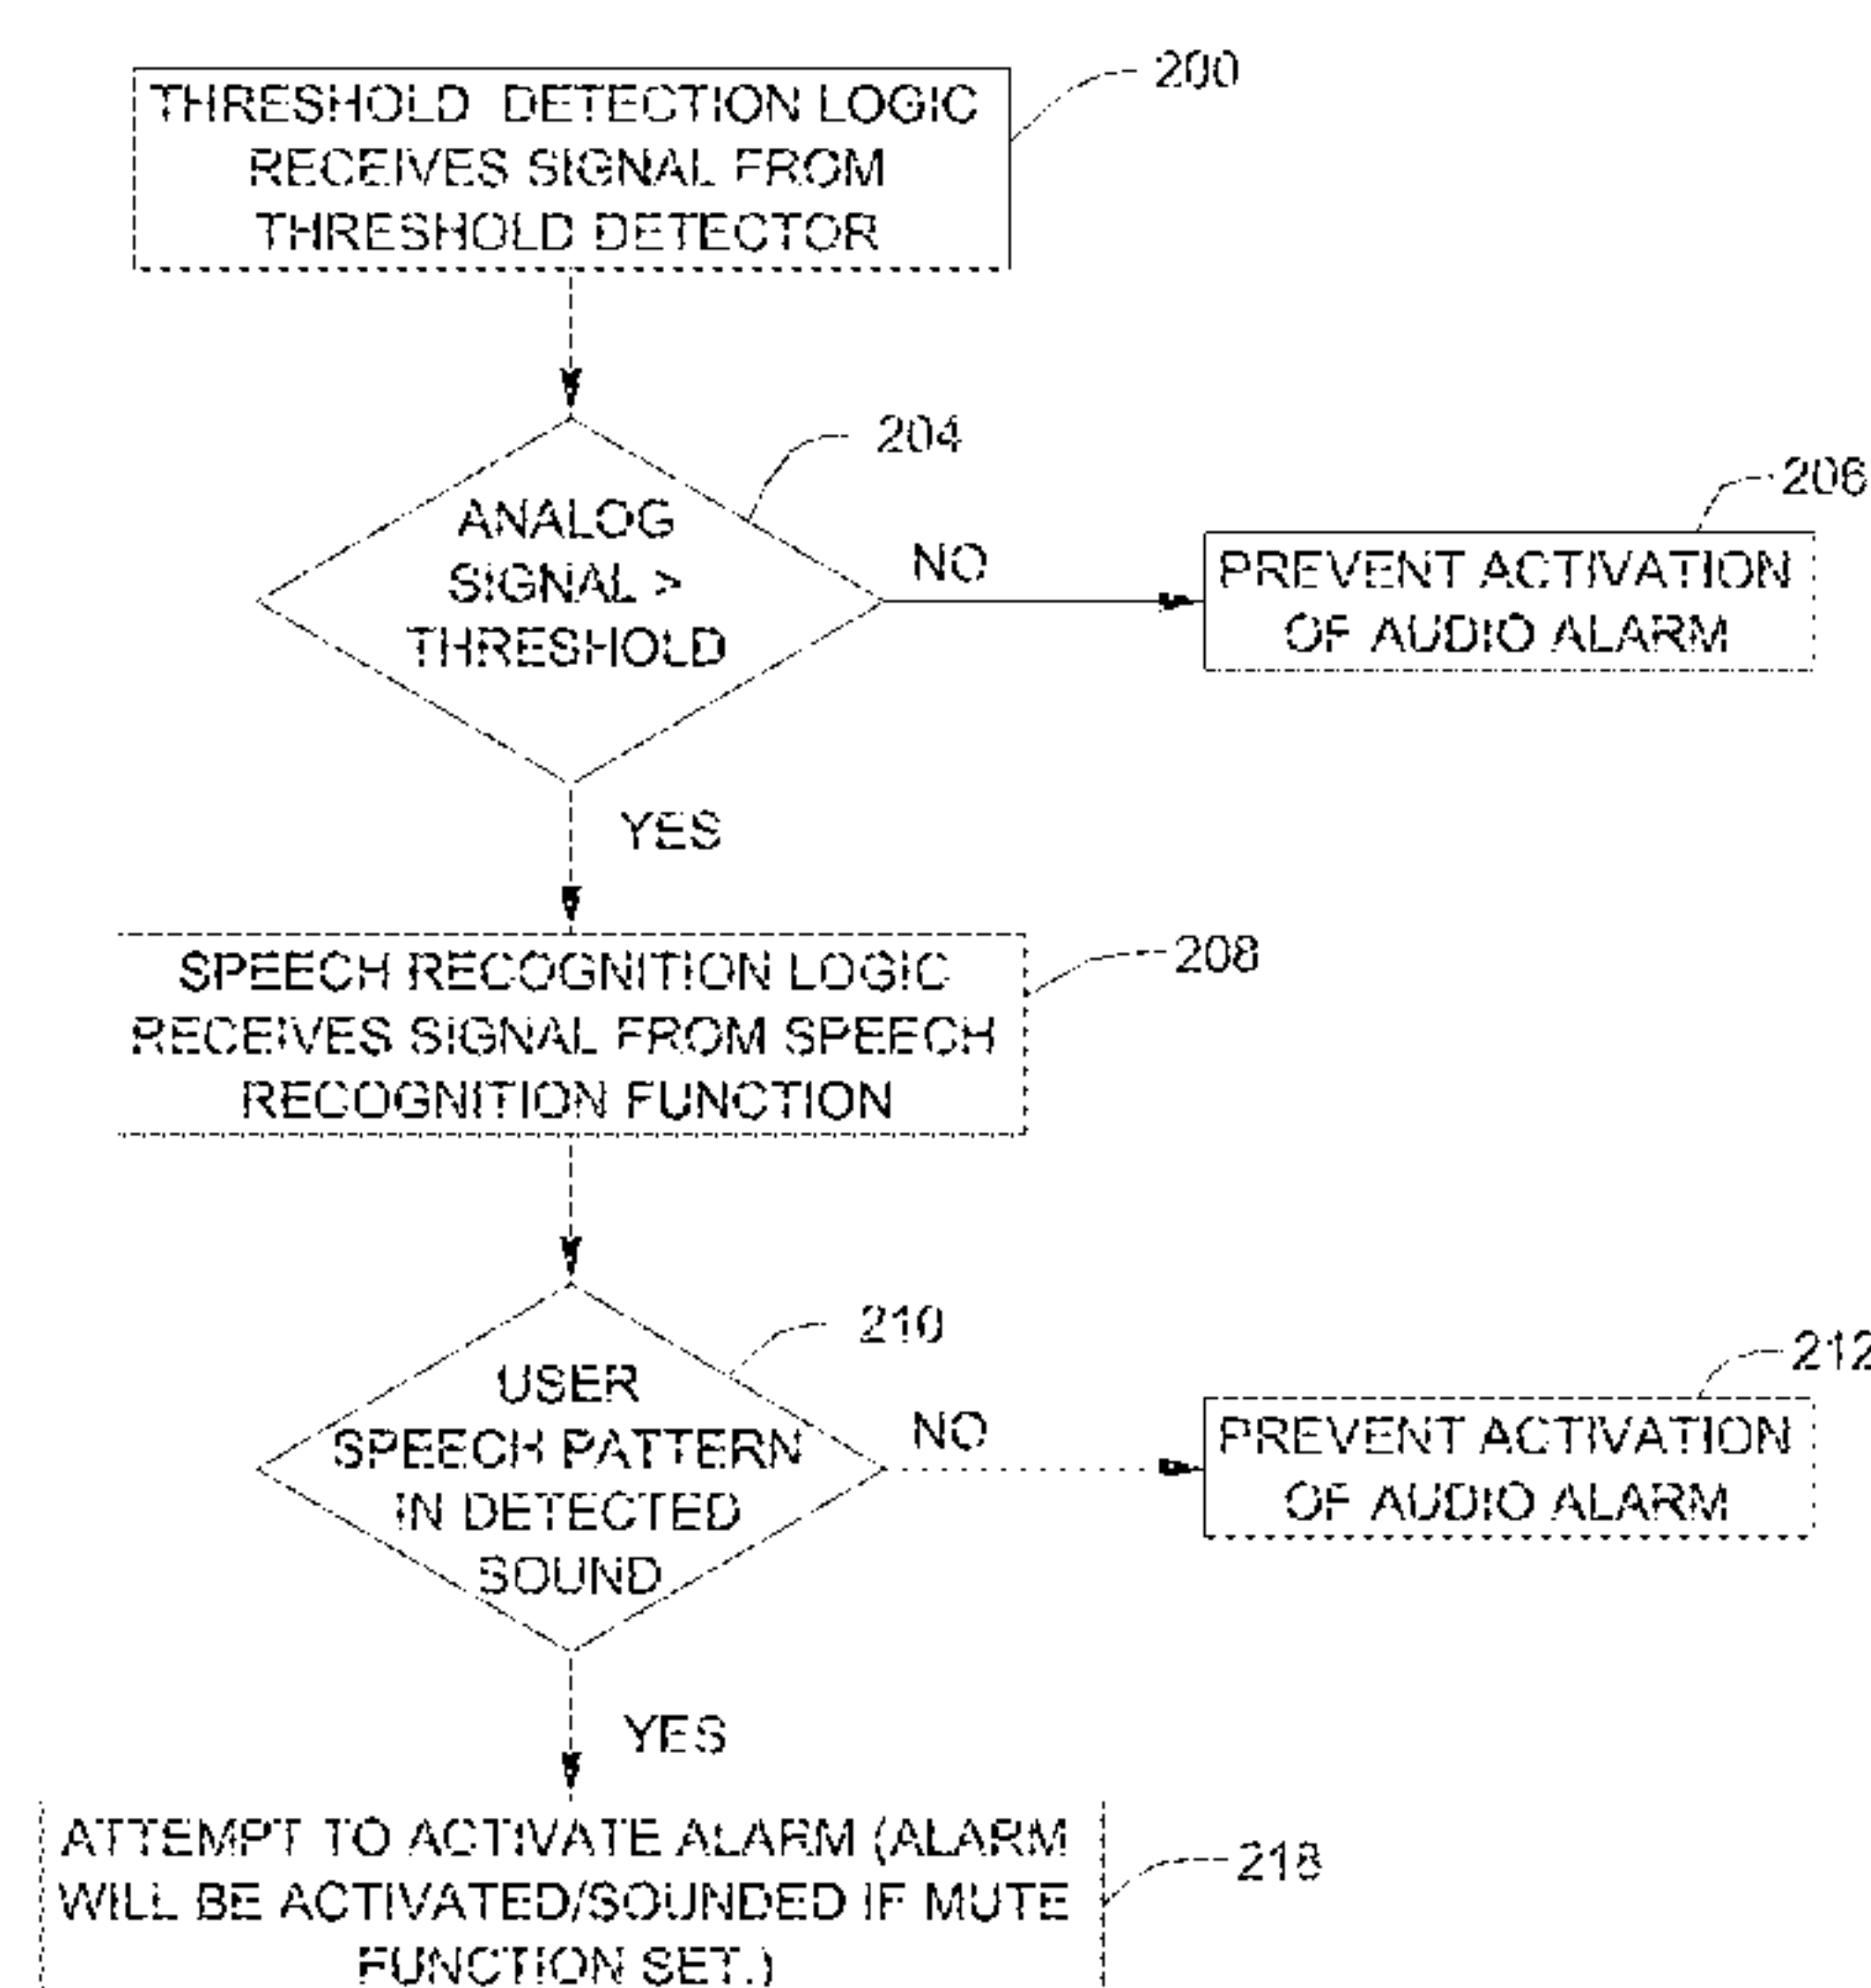 200
THRESHOLD DETECTION LOGIC
RECEIVES SIGNAL FROM
THRESHOLD DETECTOR
204
ANALOG
SIGNAL >
THRESHOLD
NO
206
PREVENT ACTIVATION
OF AUDIO ALARM
YES
208
SPEECH RECOGNITION LOGIC
RECEIVES SIGNAL FROM SPEECH
RECOGNITION FUNCTION
210
USER
SPEECH PATTERN
IN DETECTED
SOUND
NO
212
PREVENT ACTIVATION
OF AUDIO ALARM
YES
218
ATTEMPT TO ACTIVATE ALARM (ALARM
WILL BE ACTIVATED/SOUNDED IF MUTE
FUNCTION SET.)